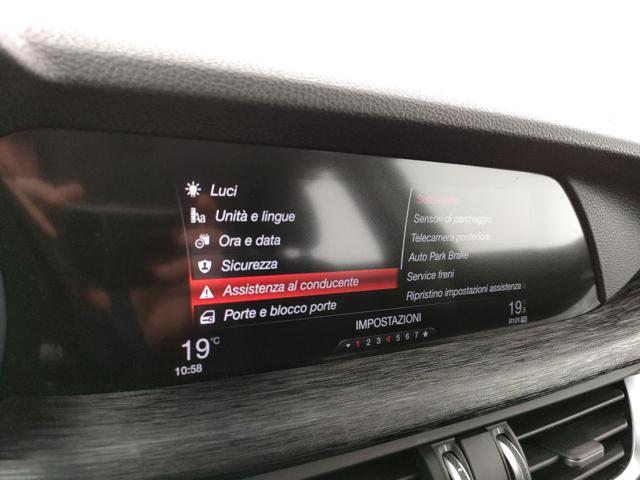 Luci
Unità e lingue
Ora e data
Sicurezza
Assistenza al conducente
Porte e blocco porte
Sottomenu
Sensori di parcheggio
Telecamera posteriore
Auto Park Brake
Service freni
Ripristino impostazioni assistenza
IMPOSTAZIONI
1 2 3 4 5 6 7
19 °C
10:58
19